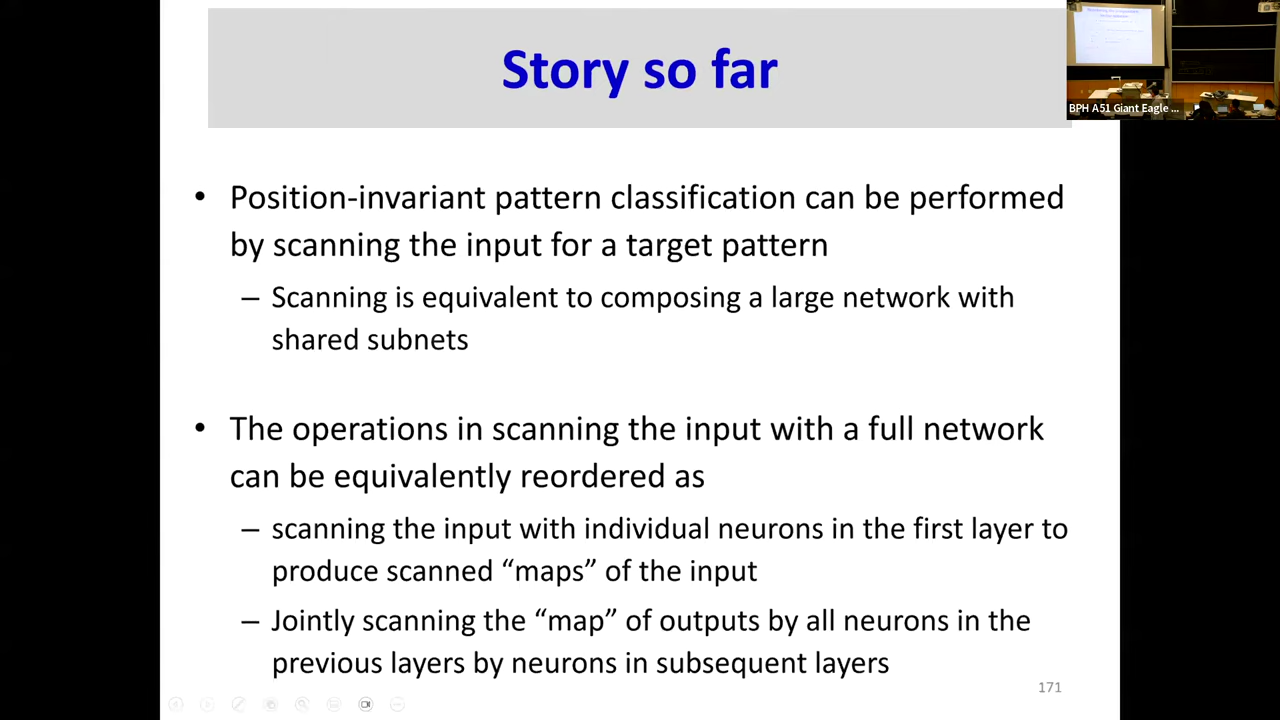 Story so far
BPH A51 Giant Eagle ...
• Position-invariant pattern classification can be performed
by scanning the input for a target pattern
– Scanning is equivalent to composing a large network with
shared subnets
• The operations in scanning the input with a full network
can be equivalently reordered as
– scanning the input with individual neurons in the first layer to
produce scanned “maps” of the input
– Jointly scanning the “map” of outputs by all neurons in the
previous layers by neurons in subsequent layers
171